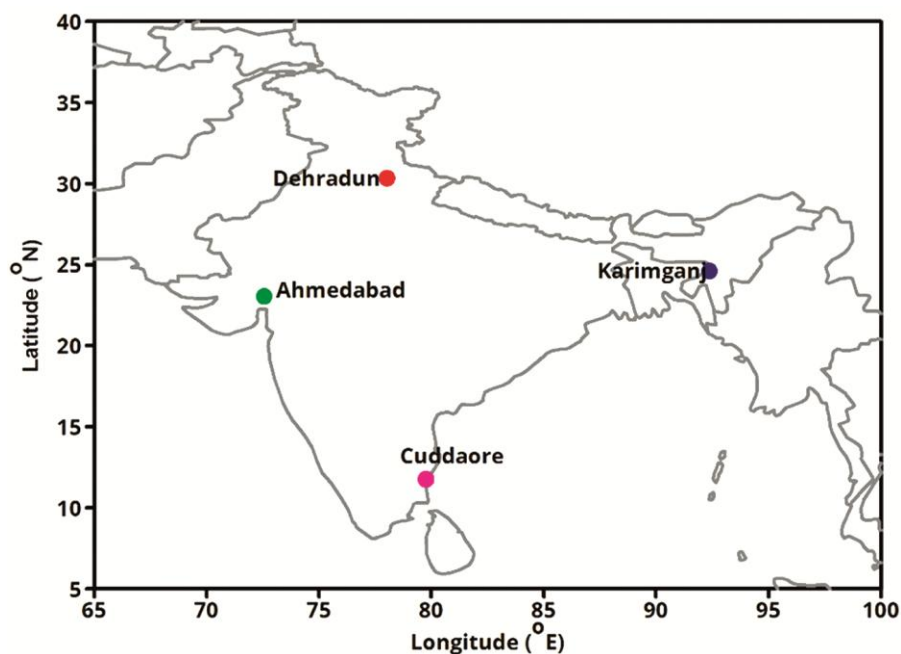 40
35
30
25
20
15
10
5
Latitude (°N)
Dehradun
Karimganj
Ahmedabad
Cuddaore
65 70 75 80 85 90 95 100
Longitude (°E)